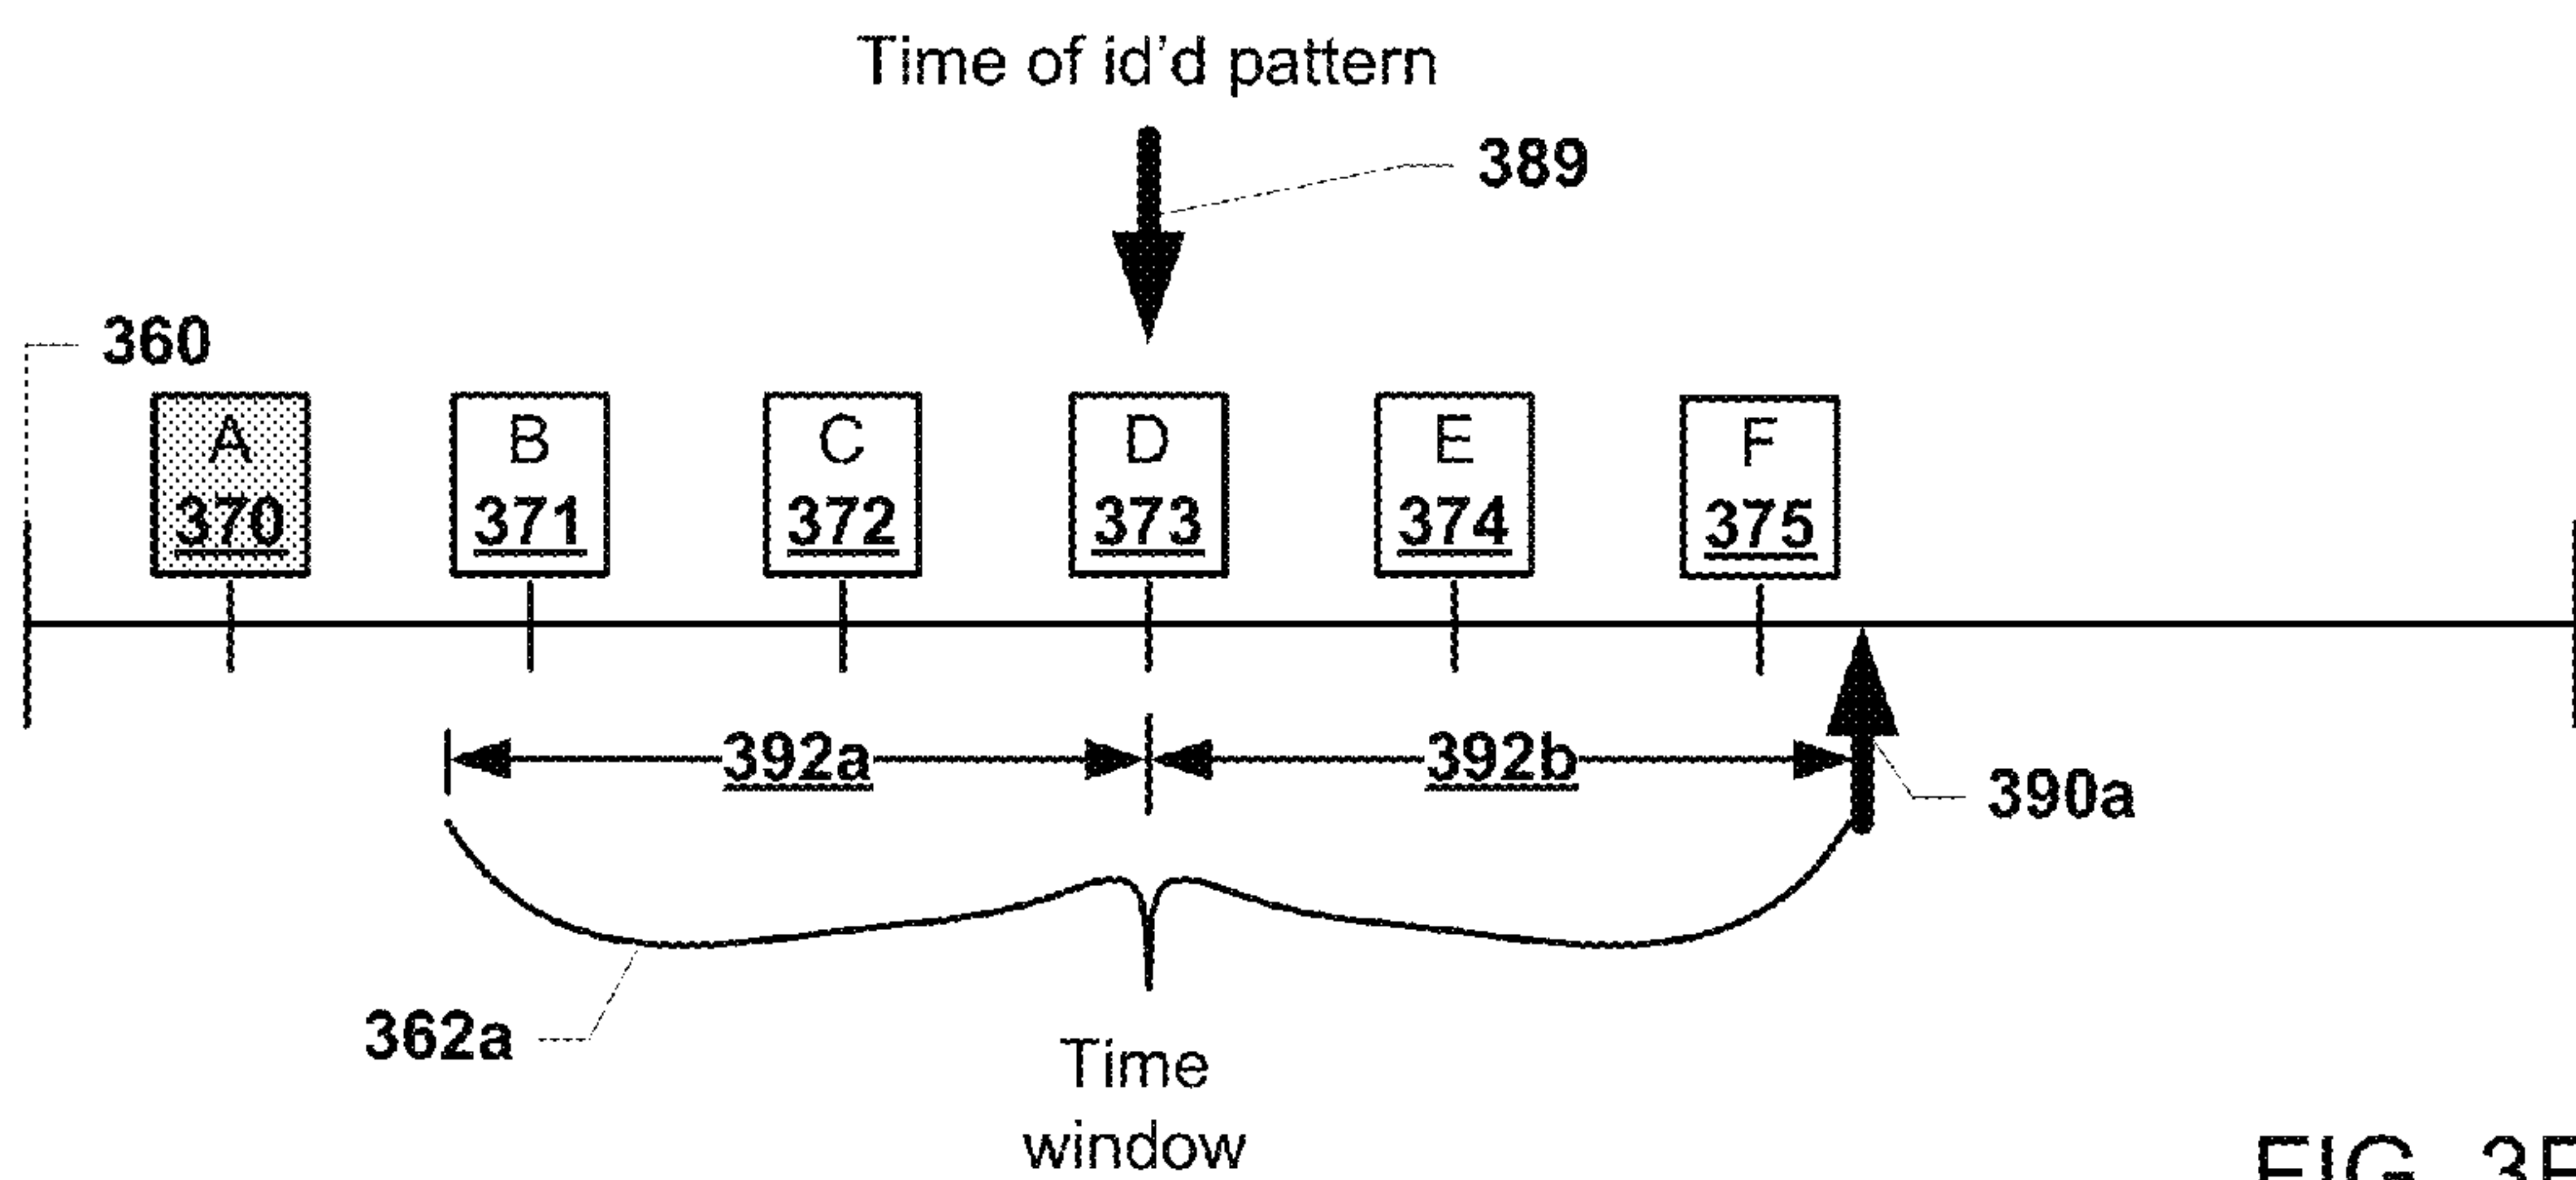 Time of id'd pattern
389
360
A B C D E F
370 371 372 373 374 375
392a 392b
390a
362a
Time
window